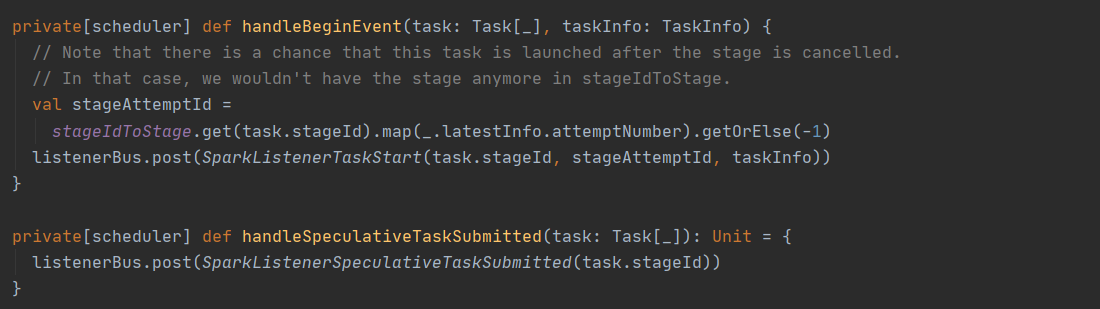 private[scheduler] def handleBeginEvent(task: Task[_], taskInfo: TaskInfo) {
  // Note that there is a chance that this task is launched after the stage is cancelled.
  // In that case, we wouldn't have the stage anymore in stageIdToStage.
  val stageAttemptId =
    stageIdToStage.get(task.stageId).map(_.latestInfo.attemptNumber).getOrElse(-1)
  listenerBus.post(SparkListenerTaskStart(task.stageId, stageAttemptId, taskInfo))
}

private[scheduler] def handleSpeculativeTaskSubmitted(task: Task[_]): Unit = {
  listenerBus.post(SparkListenerSpeculativeTaskSubmitted(task.stageId))
}